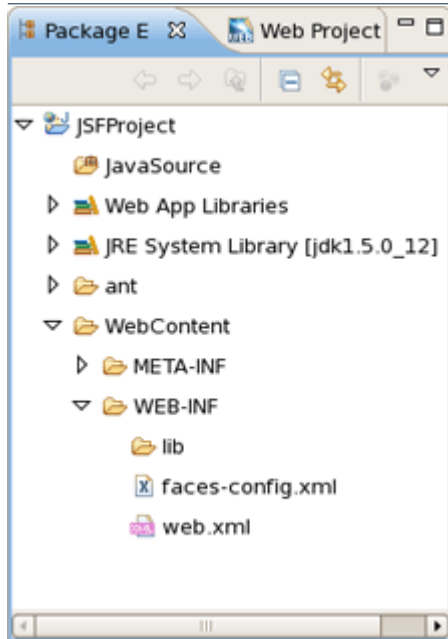 Package E Web Project
JSFProject
JavaSource
Web App Libraries
JRE System Library [jdk1.5.0_12]
ant
WebContent
META-INF
WEB-INF
lib
faces-config.xml
web.xml